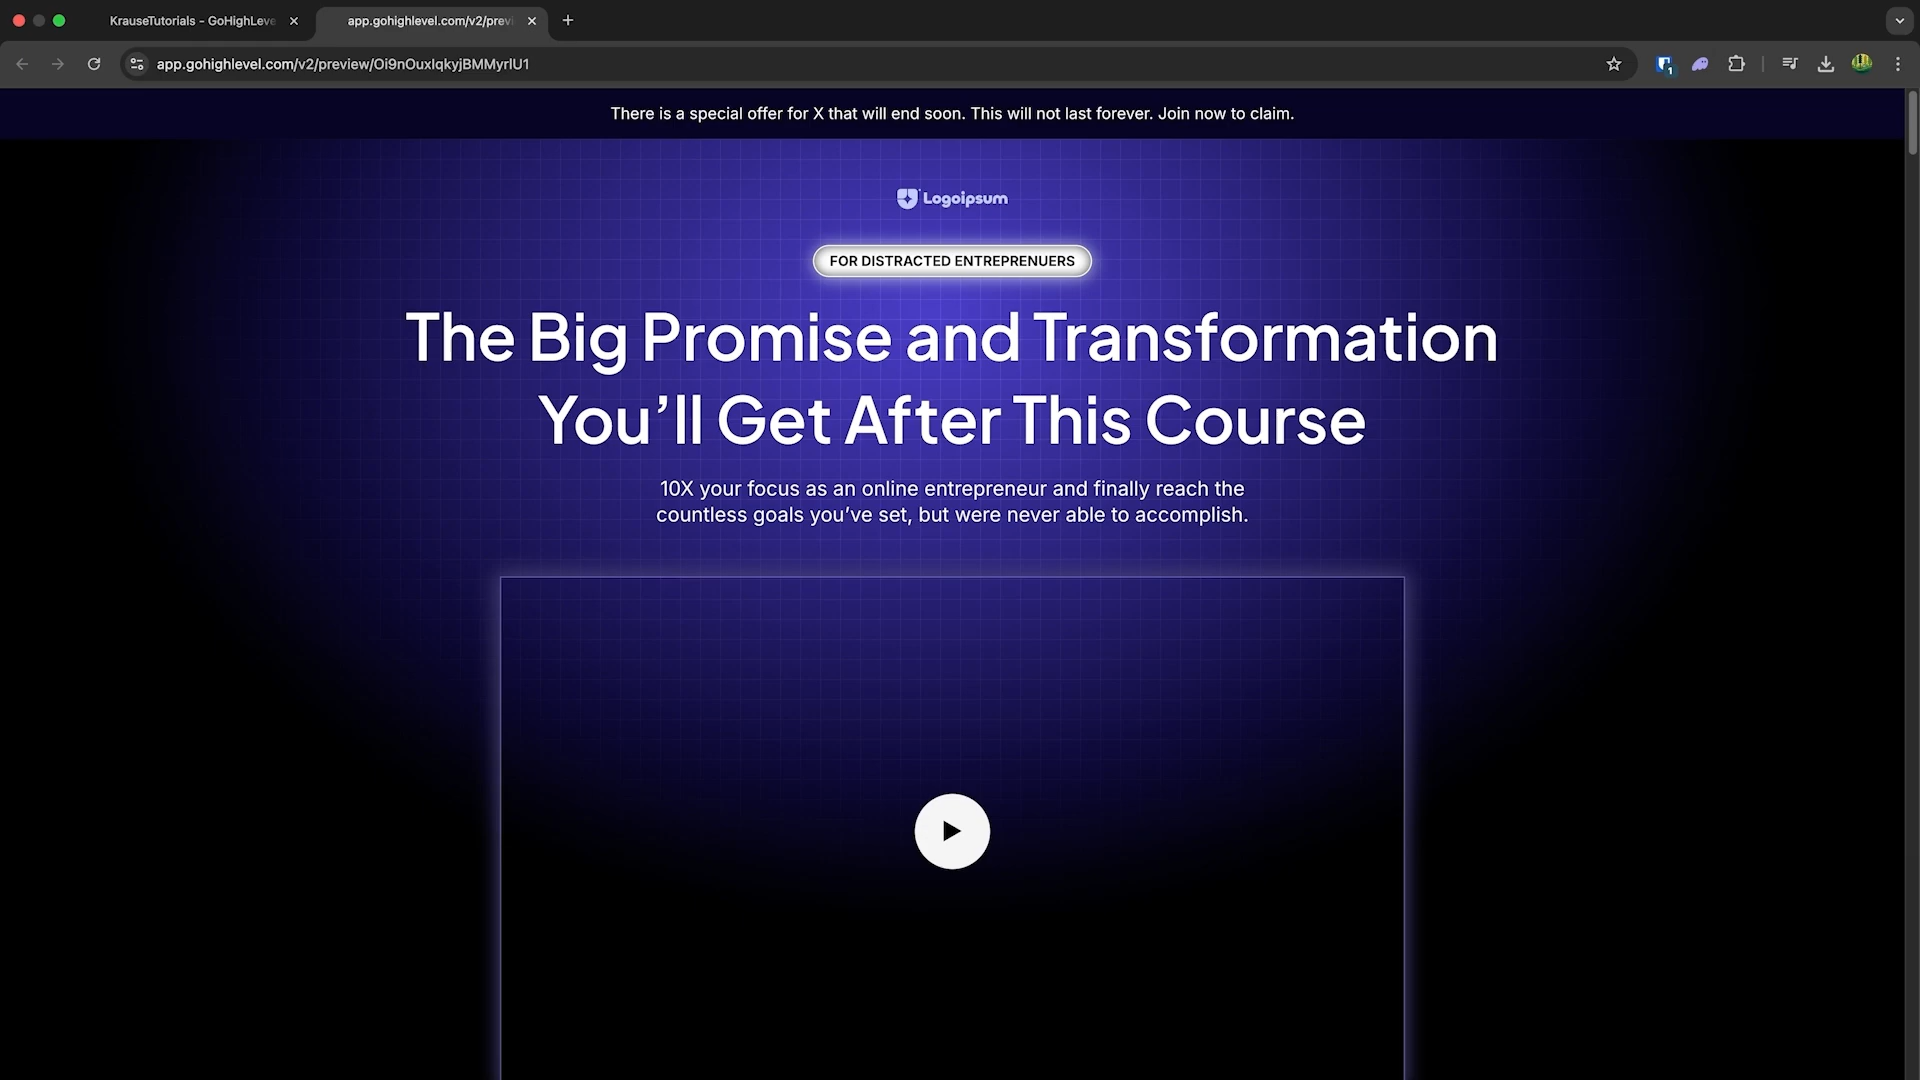 KrauseTutorials - GoHighLeve
app.gohighlevel.com/v2/previ
app.gohighlevel.com/v2/preview/Oi9nOuxIqkyjBMMyrIU1
1
There is a special offer for X that will end soon. This will not last forever. Join now to claim.
Logoipsum
FOR DISTRACTED ENTREPRENUERS
The Big Promise and Transformation
You’ll Get After This Course
10X your focus as an online entrepreneur and finally reach the
countless goals you’ve set, but were never able to accomplish.